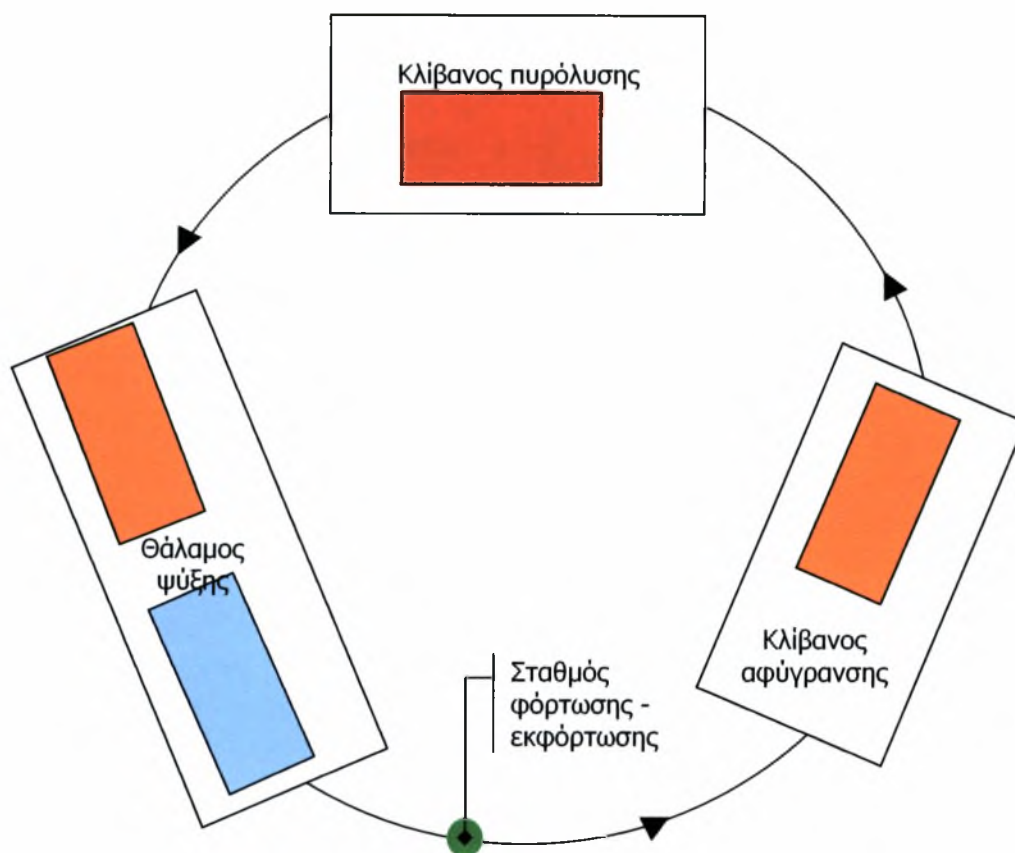 Κλίβανος πυρόλυσης
Θάλαμος
ψύξης
Σταθμός
φόρτωσης -
εκφόρτωσης
Κλίβανος
αφύγρανσης